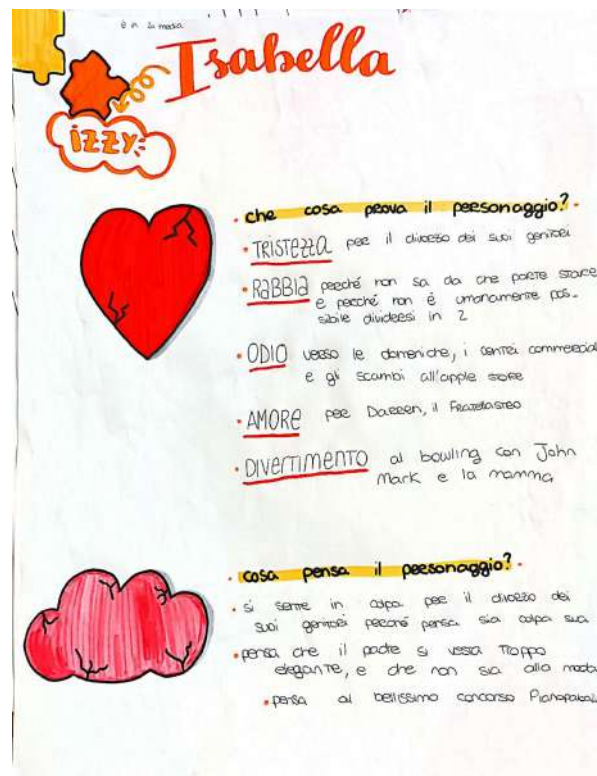 è in 2a media
Isabella
izzy
che cosa prova il personaggio?
TRISTEZZA per il divorzio dei suoi genitori
RABBIA perché non sa da che parte stare
e perché non è umanamente pos-
sibile dividersi in 2
ODIO verso le domeniche, i centri commercial
e gli scambi all'apple store
AMORE per Darren, il Fratellastro
DIVERTIMENTO al bowling con John
Mark e la mamma
cosa pensa il personaggio?
si sente in colpa per il divorzio dei
suoi genitori perché pensa sia colpa sua
pensa che il padre si vesta troppo
elegante, e che non sia alla moda
pensa al bellissimo concorso